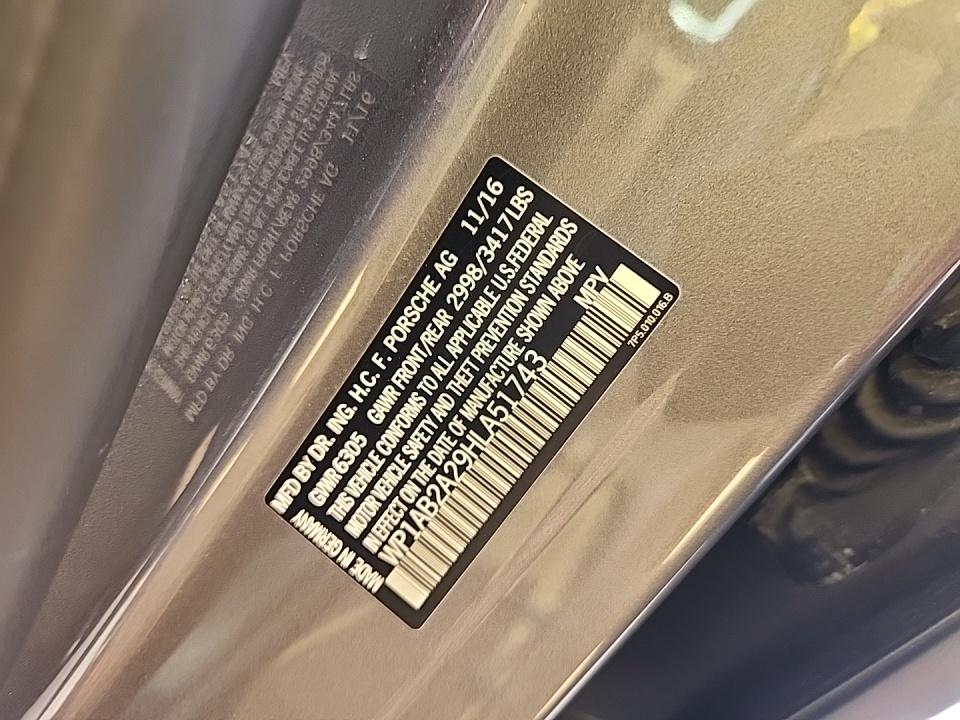 MFD BY DR. ING. H.C. F. PORSCHE AG 11/16
GWR 6305 GAWR FRONT/REAR 2998/3417LBS
THIS VEHICLE CONFORMS TO ALL APPLICABLE U.S. FEDERAL
MOTOR VEHICLE SAFETY AND THEFT PREVENTION STANDARDS
IN EFFECT ON THE DATE OF MANUFACTURE SHOWN ABOVE
WP1AB2A29HLA51743 MPV
MADE IN GERMANY
7P5.010.016.B